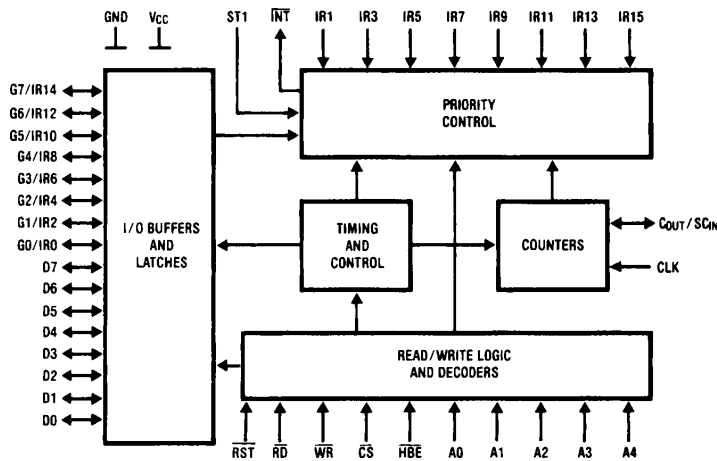 GND VCC ST1 INT IR1 IR3 IR5 IR7 IR9 IR11 IR13 IR15
G7/IR14
G6/IR12
G5/IR10
G4/IR8
G3/IR6
G2/IR4
G1/IR2
G0/IR0
D7
D6
D5
D4
D3
D2
D1
D0
I/O BUFFERS
AND
LATCHES
PRIORITY
CONTROL
TIMING
AND
CONTROL
COUNTERS
COUT/SCIN
CLK
READ/WRITE LOGIC
AND DECODERS
RST RD WR CS HBE A0 A1 A2 A3 A4